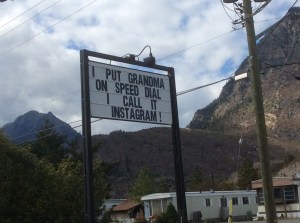 I PUT GRANDMA
ON SPEED DIAL
I CALL IT
INSTAGRAM!